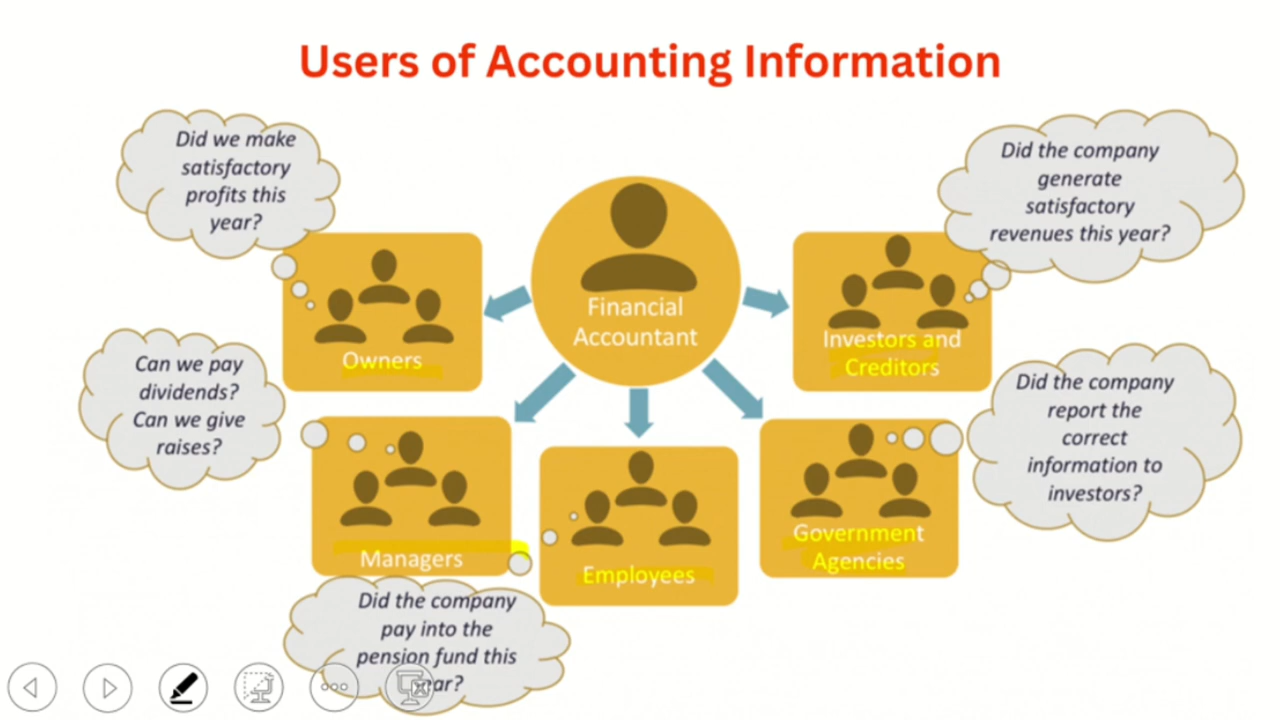 Users of Accounting Information
Did we make
satisfactory
profits this
year?
Did the company
generate
satisfactory
revenues this year?
Financial
Accountant
Owners
Investors and
Creditors
Can we pay
dividends?
Can we give
raises?
Did the company
report the
correct
information to
investors?
Managers
Employees
Government
Agencies
Did the company
pay into the
pension fund this
year?